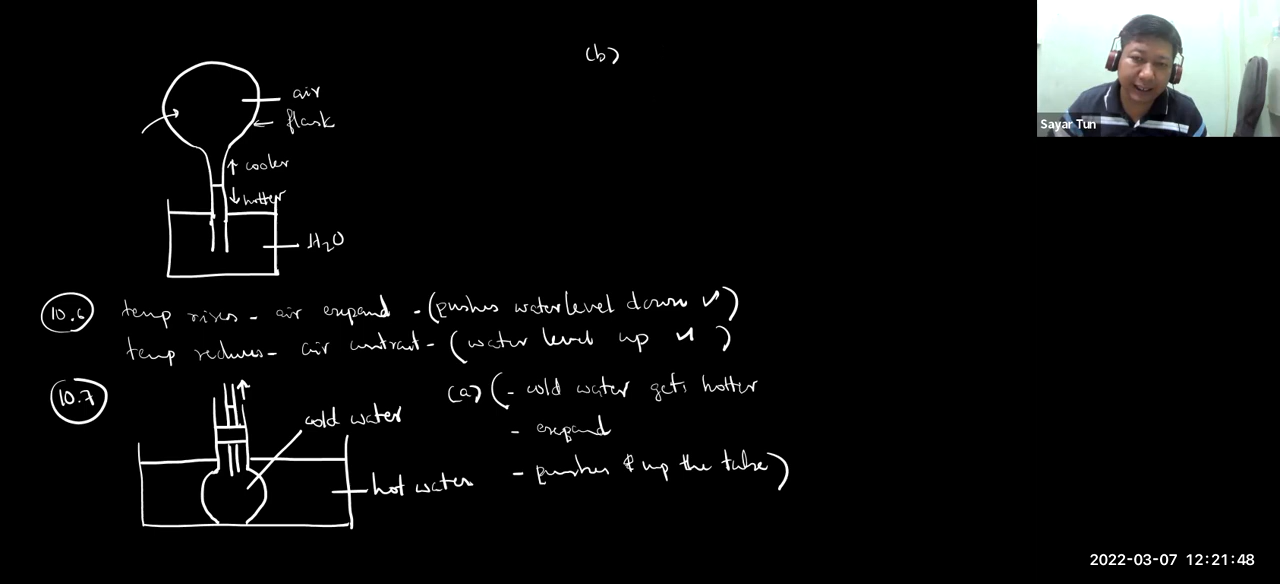 (b)
air
flask
↑ cooler
↓ hotter
H₂O
10.6 temp rises - air expand - (pushes water level down ✓)
temp reduces - air contract - (water level up ✓)
10.7
cold water
hot water
(a) (- cold water gets hotter
- expand
- pushes up the tube)
Sayar Tun
2022-03-07 12:21:48